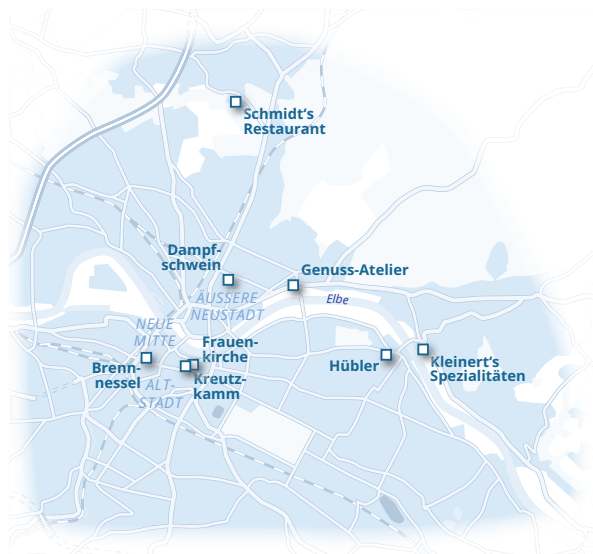 Schmidt‘s
Restaurant
Dampf-
schwein
Genuss-Atelier
ÄUSSERE
NEUSTADT
Elbe
NEUE
MITTE
Frauen-
kirche
Brenn-
nessel
Kreutz-
kamm
ALT-
STADT
Hübler
Kleinert‘s
Spezialitäten